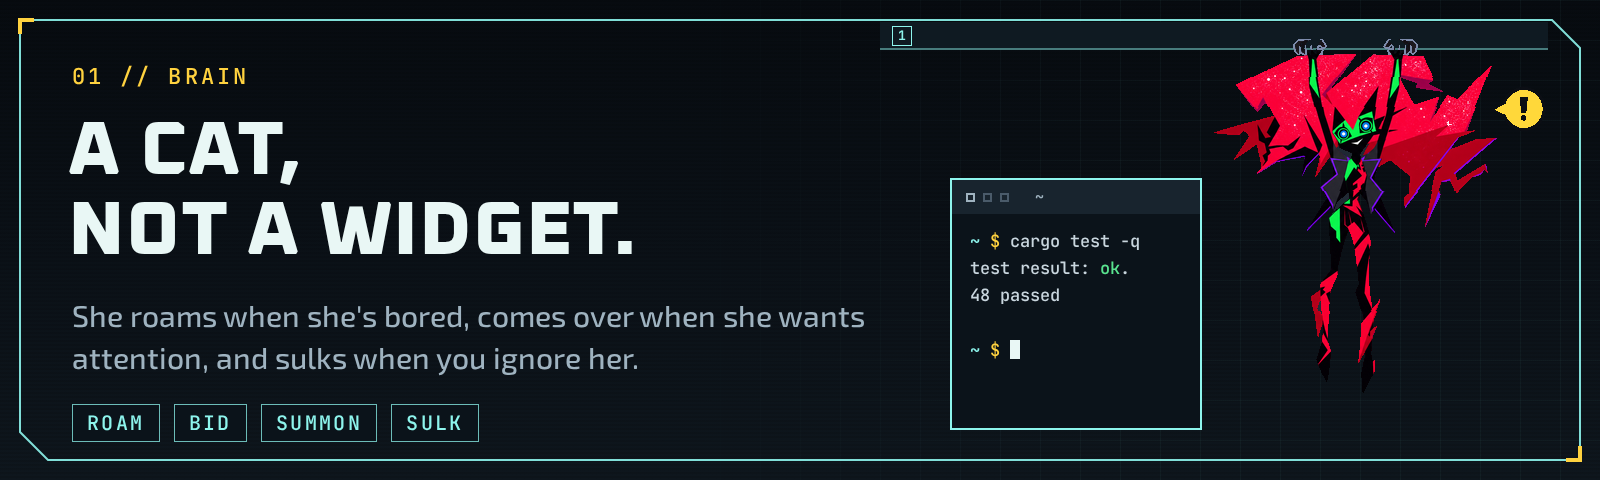 01 // BRAIN
A CAT,
NOT A WIDGET.
She roams when she's bored, comes over when she wants
attention, and sulks when you ignore her.
ROAM BID SUMMON SULK
1
!
~
~ $ cargo test -q
test result: ok.
48 passed
~ $